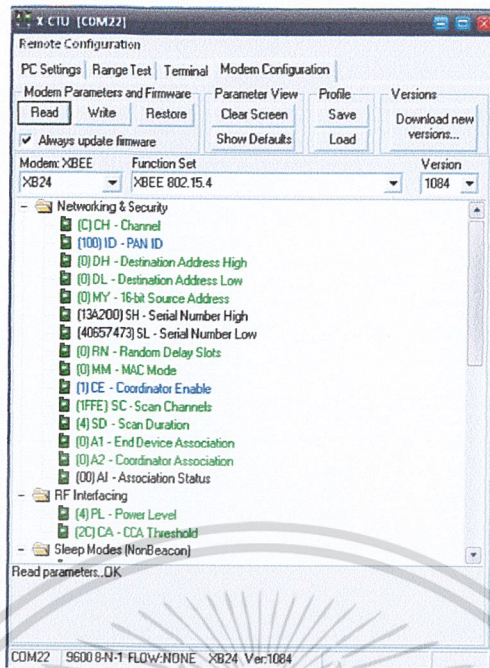 X-CTU [COM22]
Remote Configuration
PC Settings Range Test Terminal Modem Configuration
Modem Parameters and Firmware Parameter View Profile Versions
Read Write Restore Clear Screen Save Download new versions...
Always update firmware Show Defaults Load
Modem: XBEE Function Set Version
XB24 XBEE 802.15.4 1084
Networking & Security
(C) CH - Channel
(100) ID - PAN ID
(0) DH - Destination Address High
(0) DL - Destination Address Low
(0) MY - 16-bit Source Address
(13A200) SH - Serial Number High
(40657473) SL - Serial Number Low
(0) RN - Random Delay Slots
(0) MM - MAC Mode
(1) CE - Coordinator Enable
(1FFE) SC - Scan Channels
(4) SD - Scan Duration
(0) A1 - End Device Association
(0) A2 - Coordinator Association
(00) AI - Association Status
RF Interfacing
(4) PL - Power Level
(2C) CA - CCA Threshold
Sleep Modes (NonBeacon)
Read parameters..OK
COM22 9600 8-N-1 FLOW:NONE XB24 Ver:1084